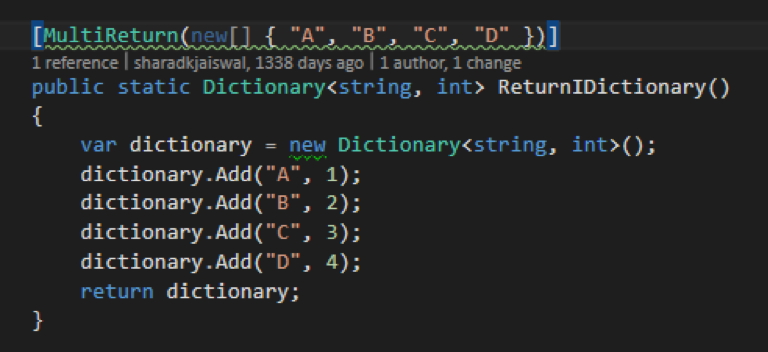 [MultiReturn(new[] { "A", "B", "C", "D" })]
1 reference | sharadkjaiswal, 1338 days ago | 1 author, 1 change
public static Dictionary<string, int> ReturnIDictionary()
{
    var dictionary = new Dictionary<string, int>();
    dictionary.Add("A", 1);
    dictionary.Add("B", 2);
    dictionary.Add("C", 3);
    dictionary.Add("D", 4);
    return dictionary;
}